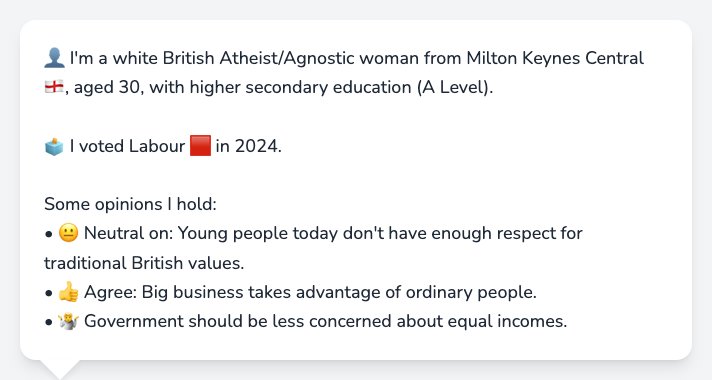 👤 I'm a white British Atheist/Agnostic woman from Milton Keynes Central
🏴󠁧󠁢󠁥󠁮󠁧󠁿, aged 30, with higher secondary education (A Level).
🗳️ I voted Labour 🟥 in 2024.
Some opinions I hold:
• 😐 Neutral on: Young people today don't have enough respect for
traditional British values.
• 👍 Agree: Big business takes advantage of ordinary people.
• 🤷‍♀️ Government should be less concerned about equal incomes.